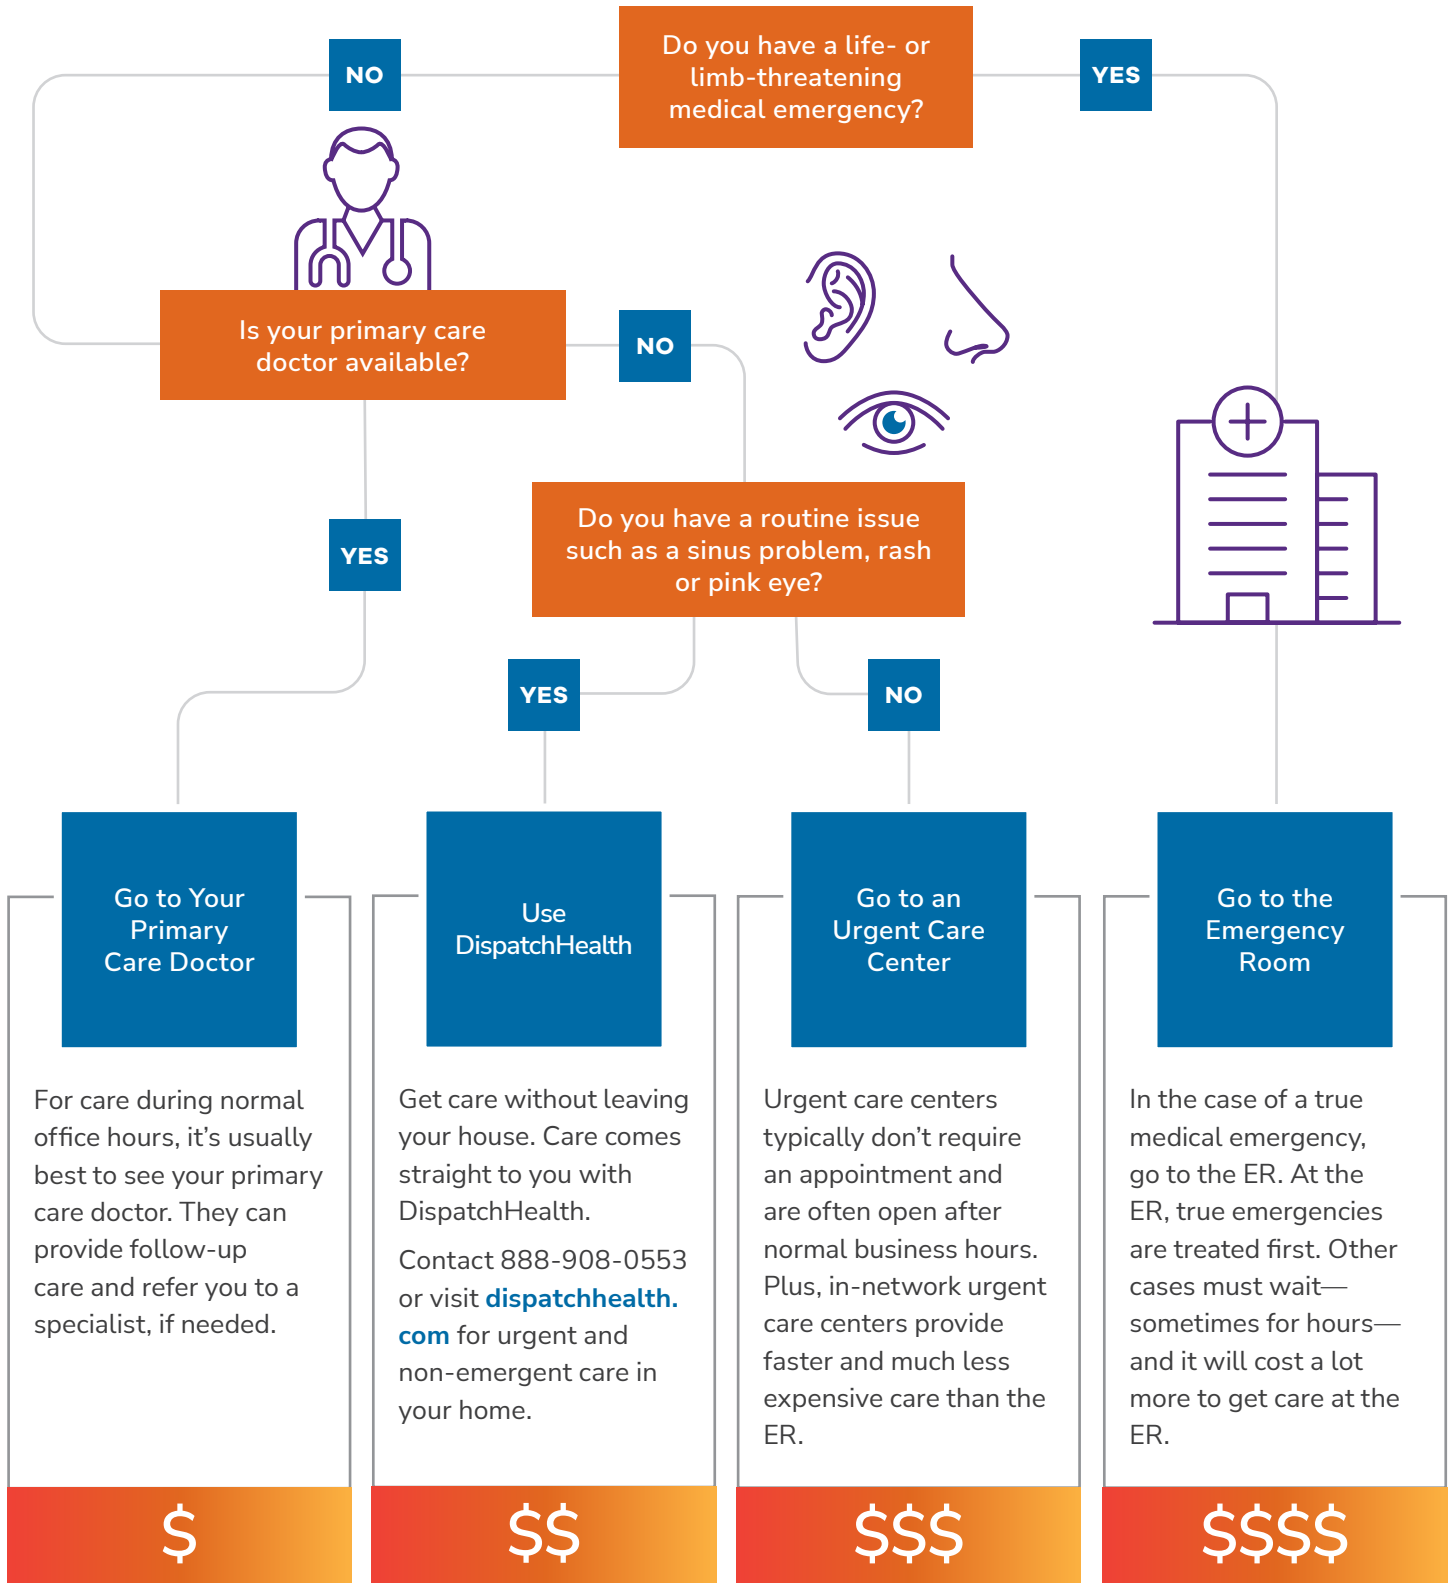 Do you have a life- or
limb-threatening
medical emergency?
NO
YES
Is your primary care
doctor available?
NO
YES
Do you have a routine issue
such as a sinus problem, rash
or pink eye?
YES
NO
Go to Your
Primary
Care Doctor
For care during normal
office hours, it’s usually
best to see your primary
care doctor. They can
provide follow-up
care and refer you to a
specialist, if needed.
$
Use
DispatchHealth
Get care without leaving
your house. Care comes
straight to you with
DispatchHealth.
Contact 888-908-0553
or visit dispatchhealth.
com for urgent and
non-emergent care in
your home.
$$
Go to an
Urgent Care
Center
Urgent care centers
typically don’t require
an appointment and
are often open after
normal business hours.
Plus, in-network urgent
care centers provide
faster and much less
expensive care than the
ER.
$$$
Go to the
Emergency
Room
In the case of a true
medical emergency,
go to the ER. At the
ER, true emergencies
are treated first. Other
cases must wait—
sometimes for hours—
and it will cost a lot
more to get care at the
ER.
$$$$